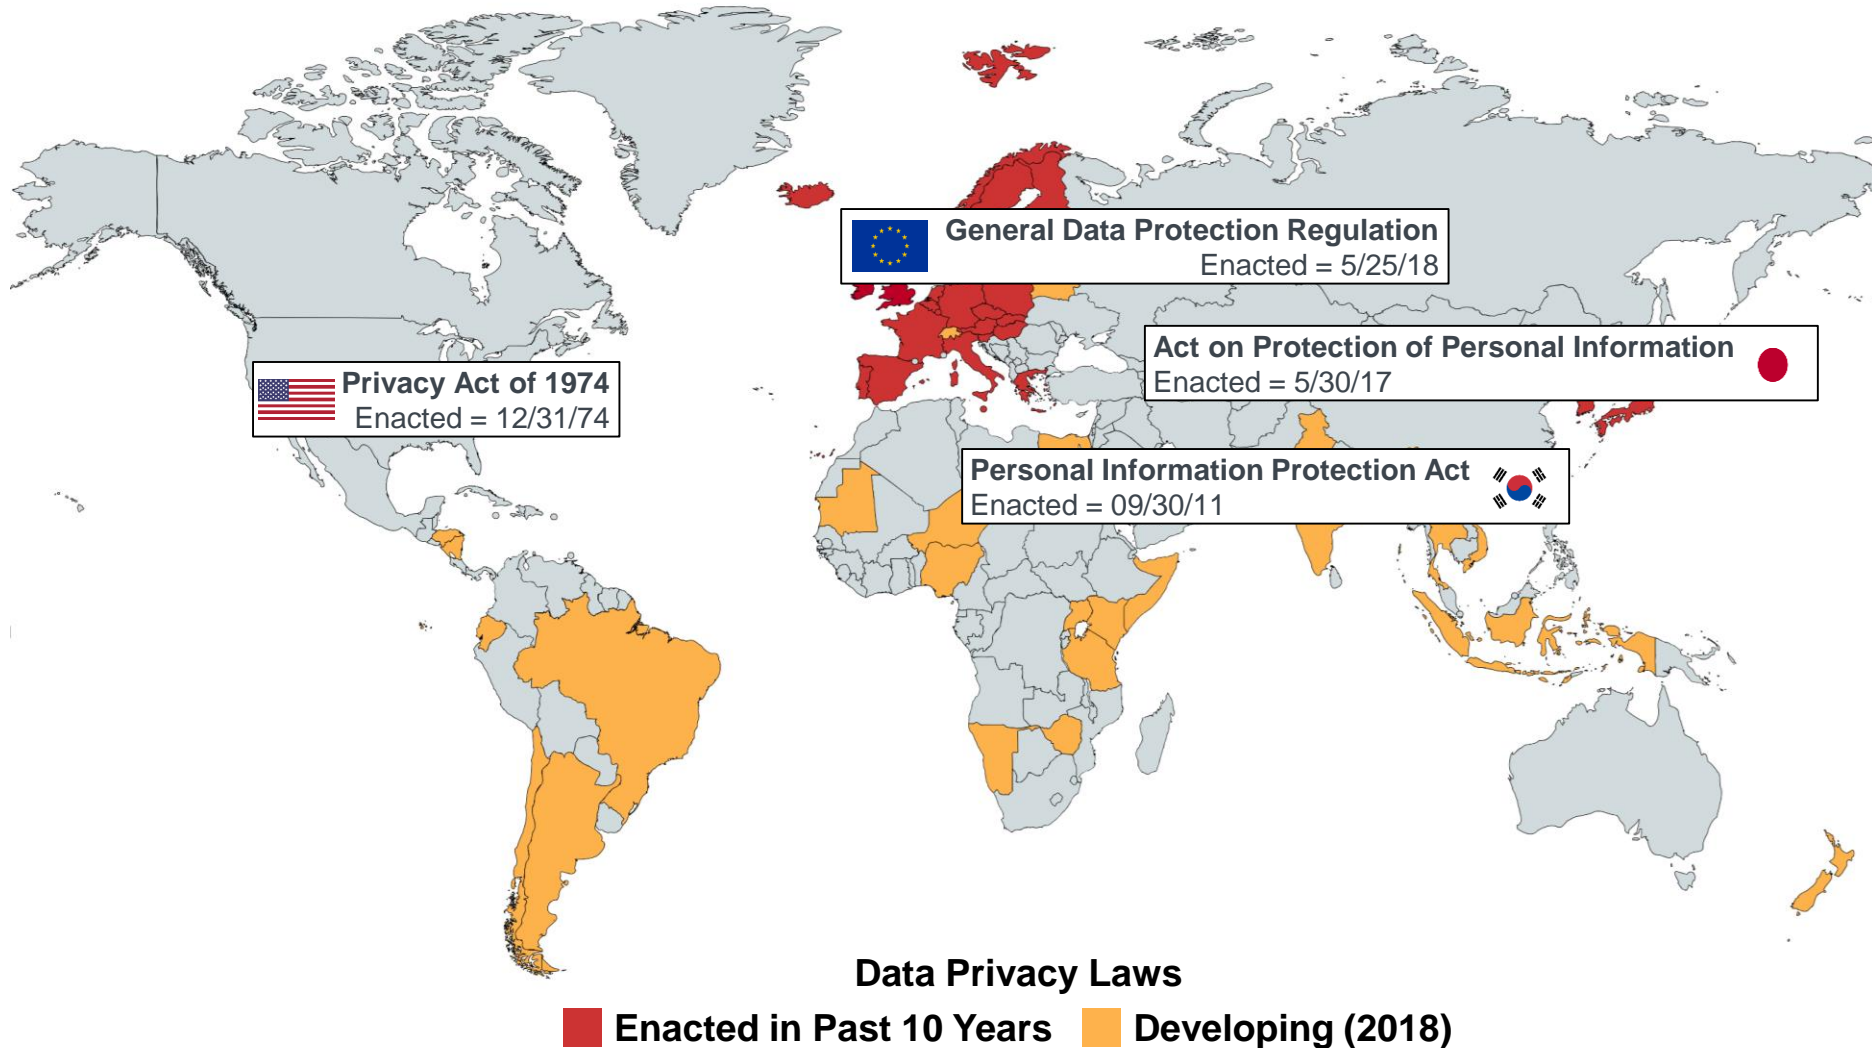 General Data Protection Regulation
Enacted = 5/25/18
Act on Protection of Personal Information
Enacted = 5/30/17
Privacy Act of 1974
Enacted = 12/31/74
Personal Information Protection Act
Enacted = 09/30/11
Data Privacy Laws
Enacted in Past 10 Years
Developing (2018)